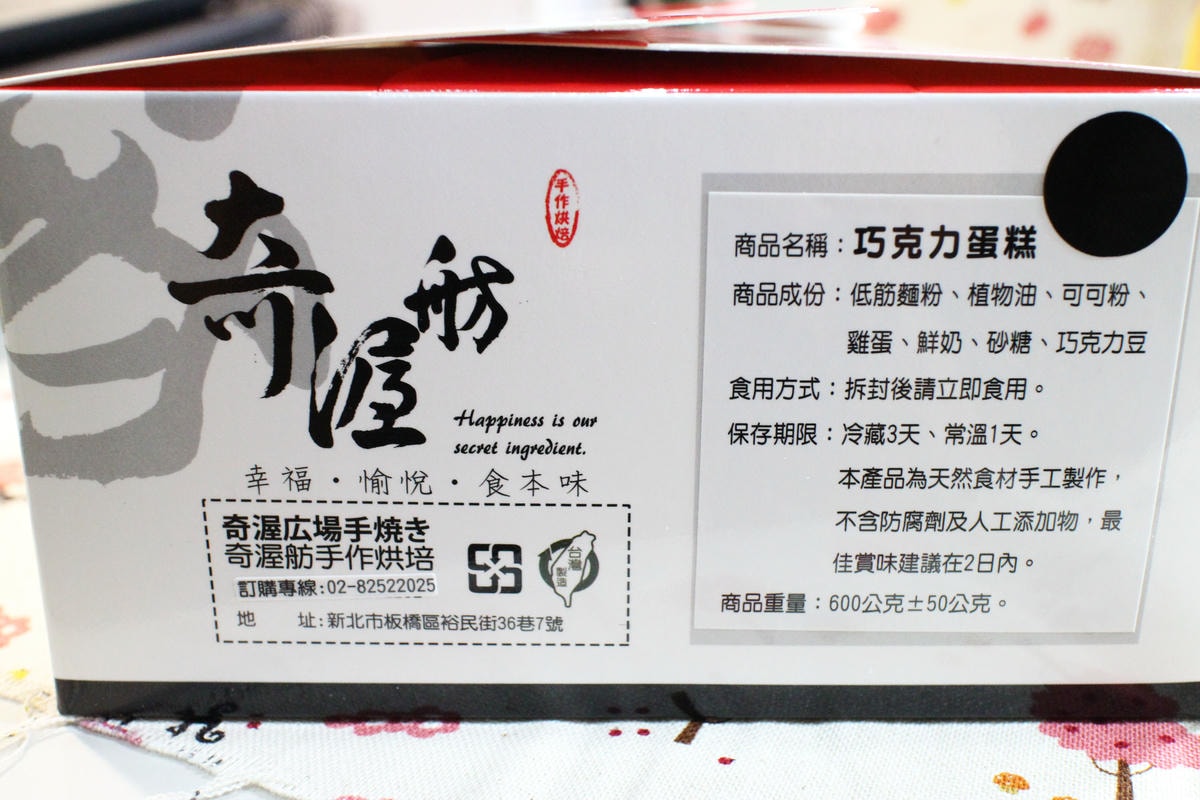 奇渥舫
手作烘焙
Happiness is our
secret ingredient.
幸福・愉悅・食本味
奇渥広場手焼き
奇渥舫手作烘培
訂購專線:02-82522025
地 址:新北市板橋區裕民街36巷7號
台灣
製造
商品名稱：巧克力蛋糕
商品成份：低筋麵粉、植物油、可可粉、
雞蛋、鮮奶、砂糖、巧克力豆
食用方式：拆封後請立即食用。
保存期限：冷藏3天、常溫1天。
本產品為天然食材手工製作，
不含防腐劑及人工添加物，最
佳賞味建議在2日內。
商品重量：600公克±50公克。